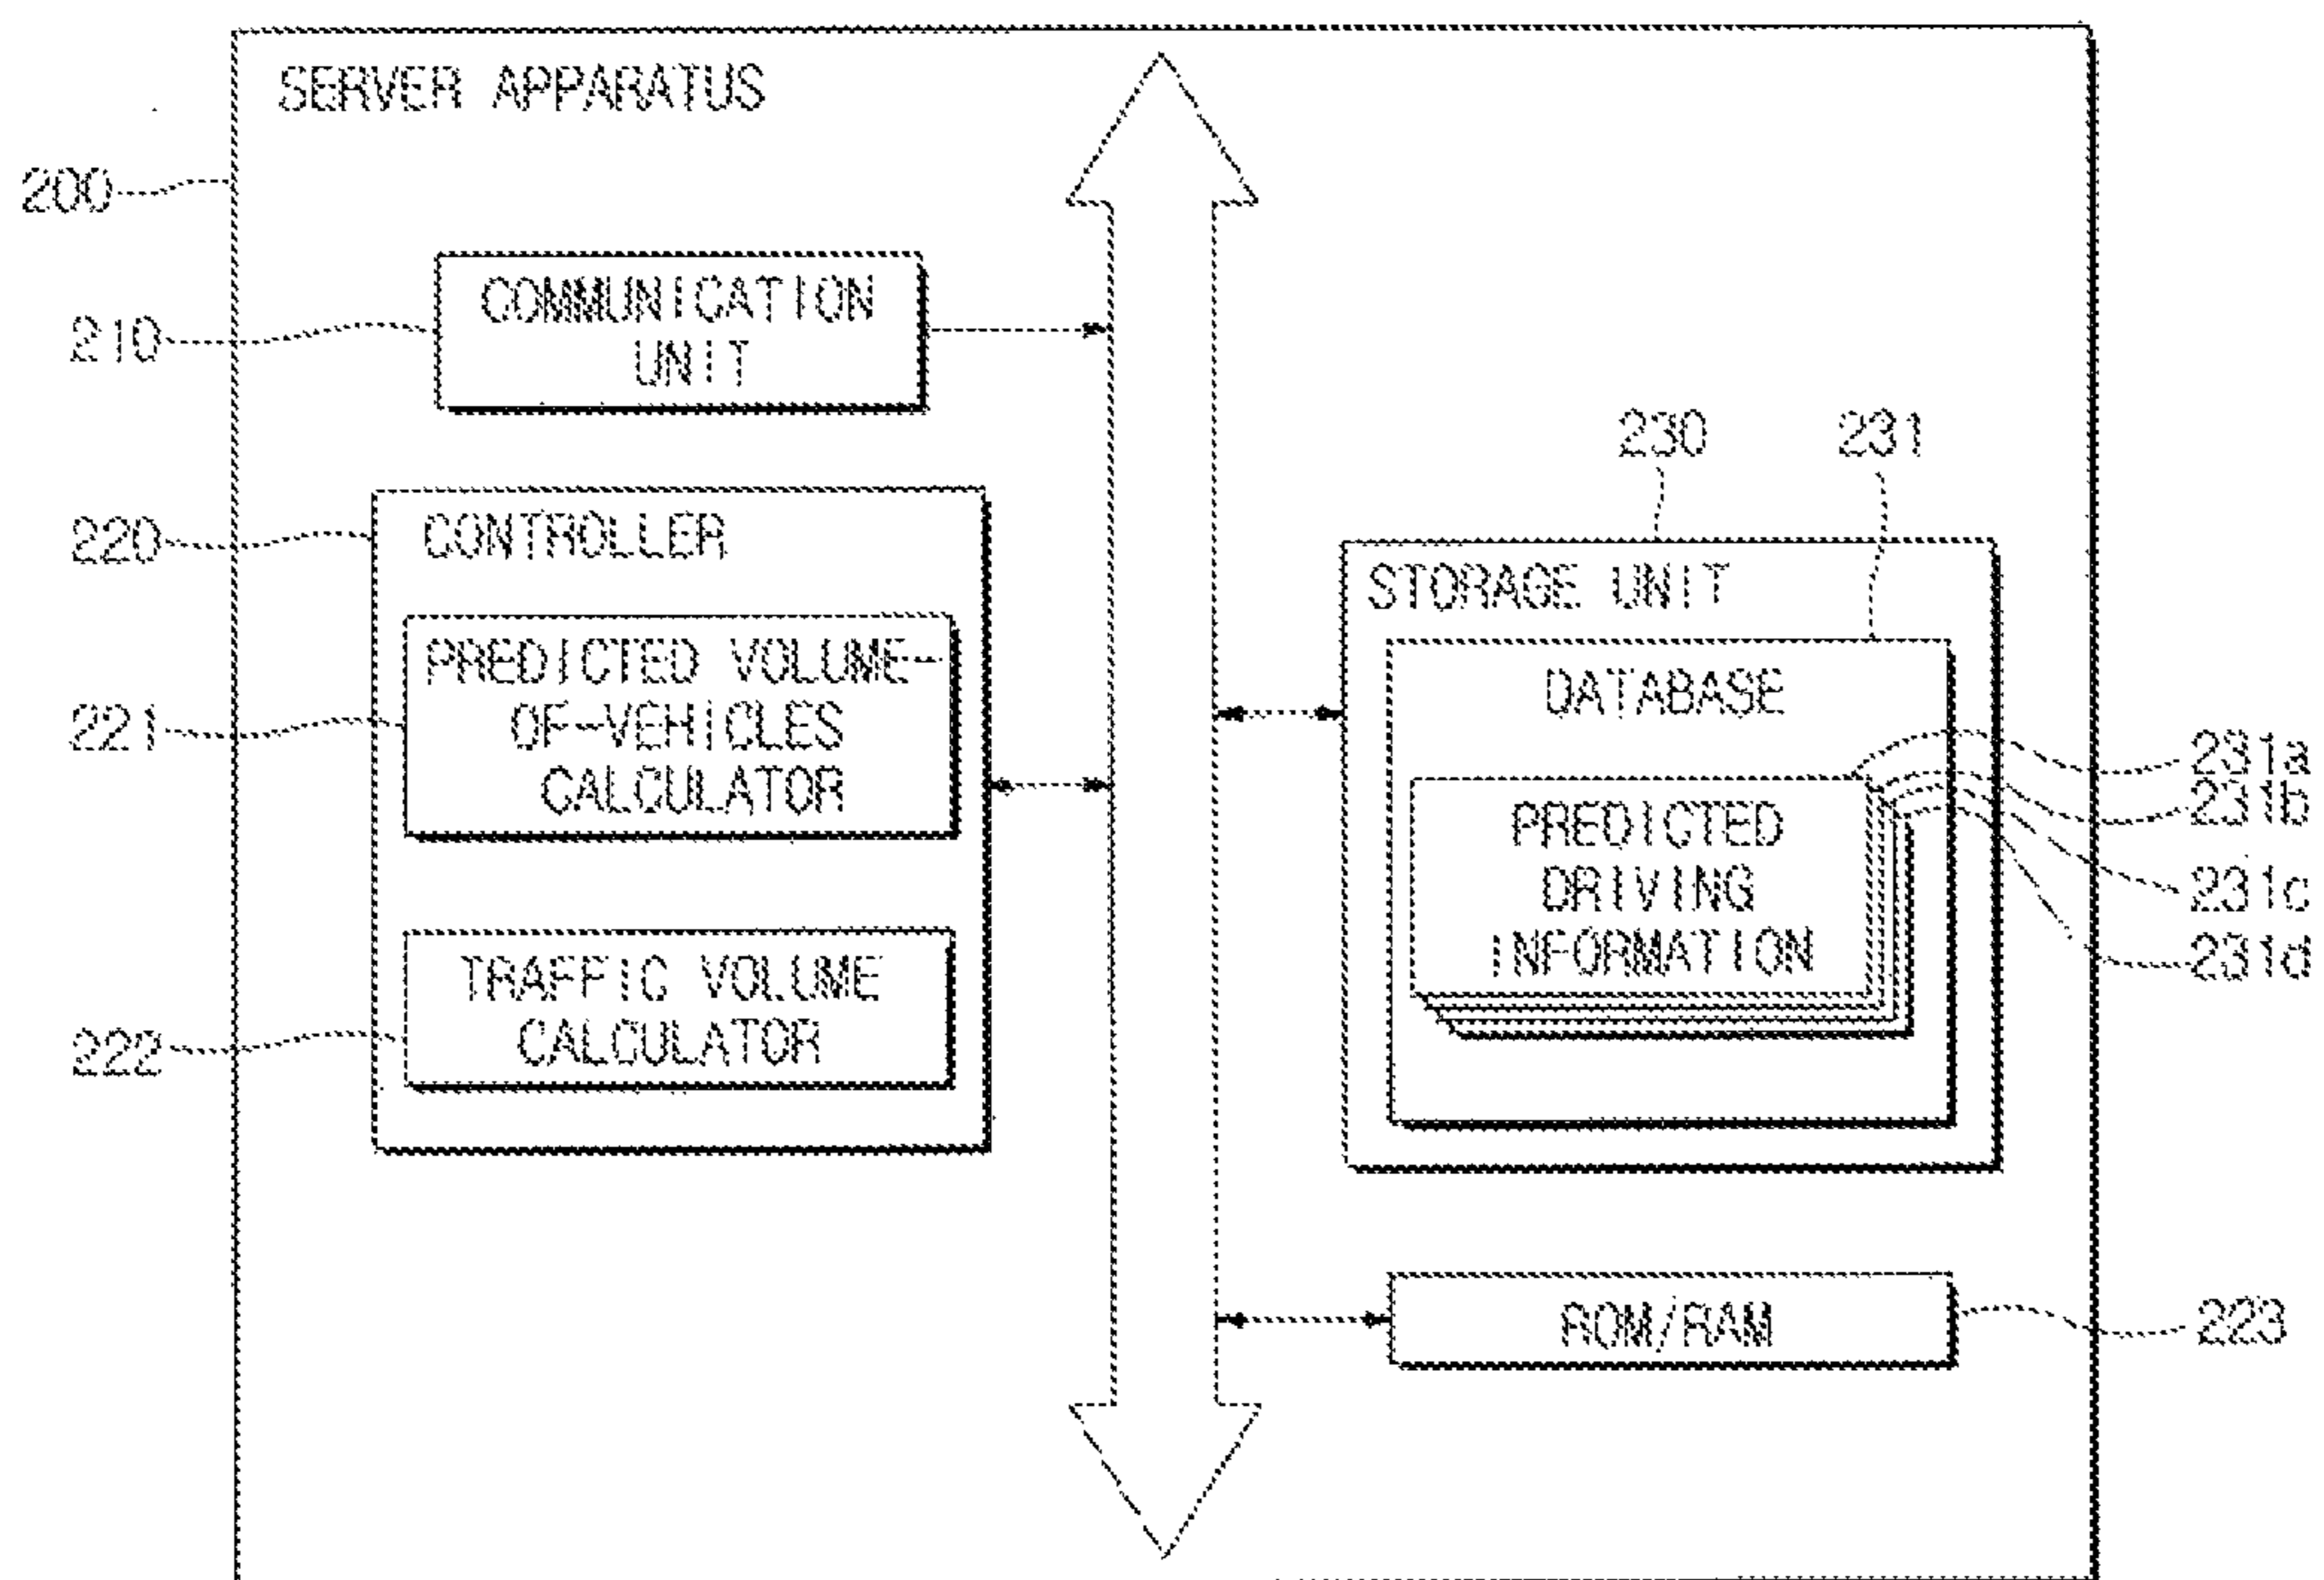 SERVER APPARATUS
200
COMMUNICATION
UNIT
210
230
231
220
CONTROLLER
STORAGE UNIT
PREDICTED VOLUME-
OF-VEHICLES
CALCULATOR
221
DATABASE
231a
231b
231c
231d
PREDICTED
DRIVING
INFORMATION
TRAFFIC VOLUME
CALCULATOR
222
ROM/RAM
223